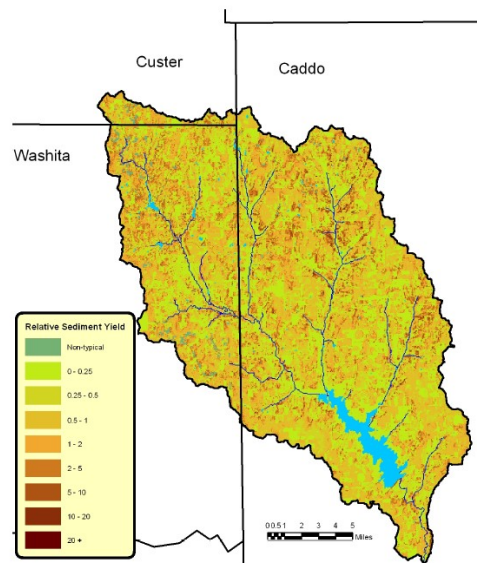 Custer
Caddo
Washita
Relative Sediment Yield
Non-typical
0 - 0.25
0.25 - 0.5
0.5 - 1
1 - 2
2 - 5
5 - 10
10 - 20
20 +
0 0.5 1 2 3 4 5
Miles